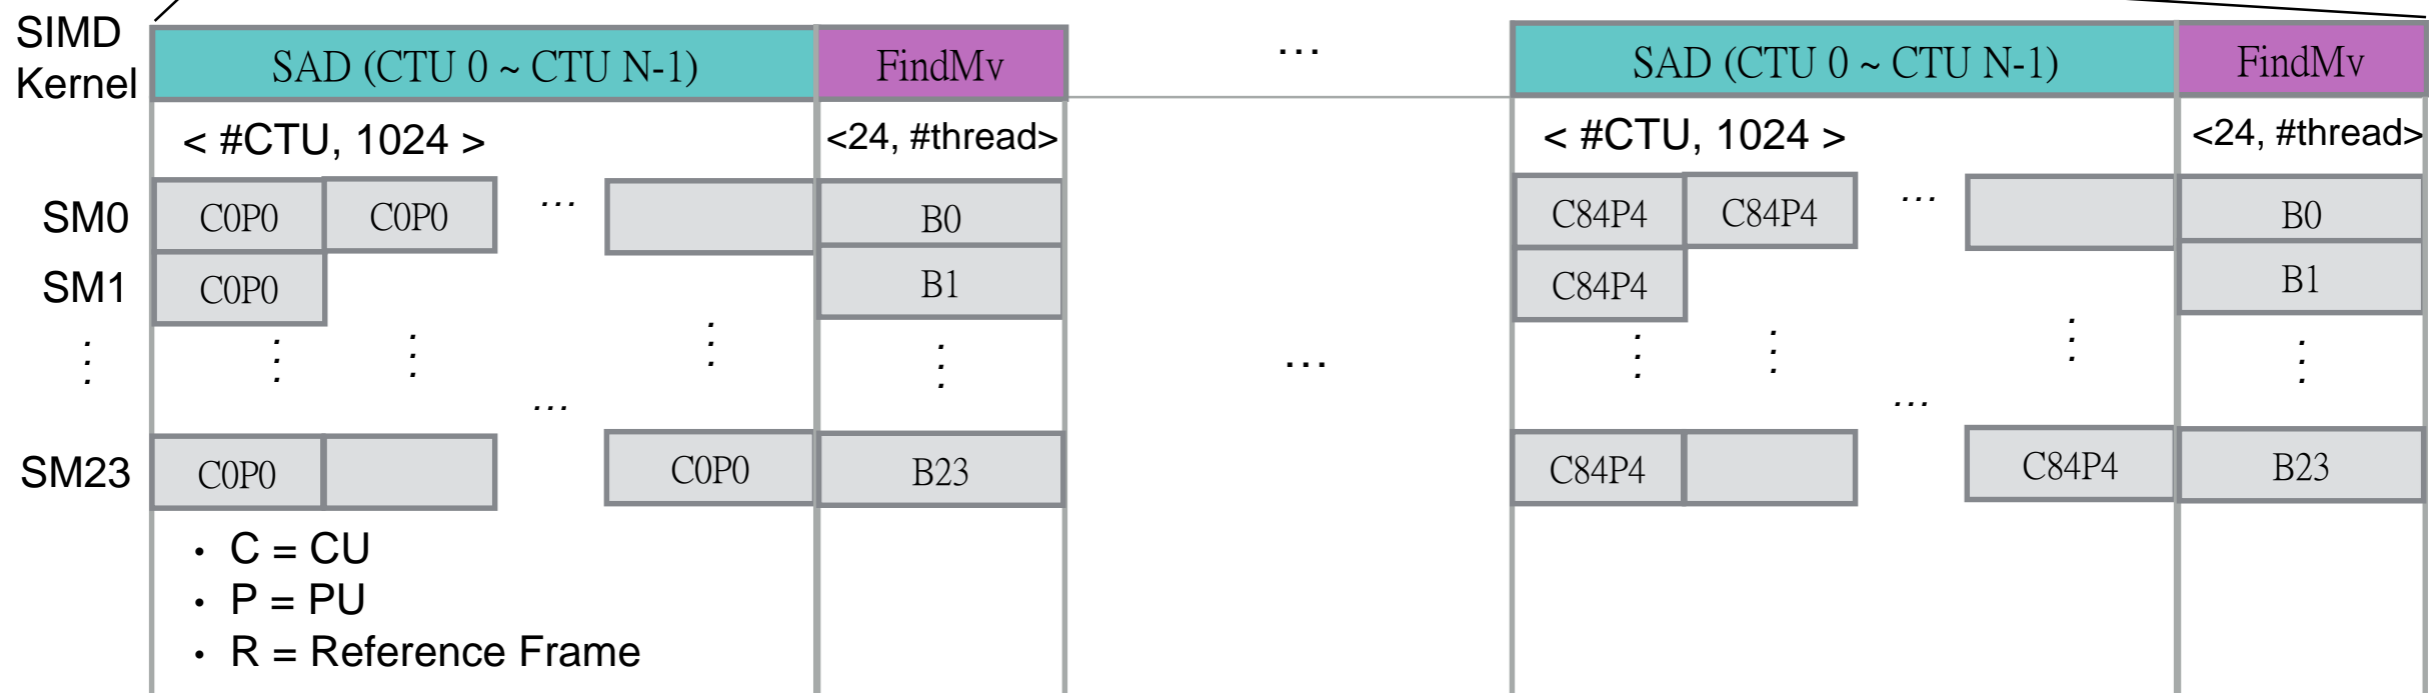 SIMD Kernel
SAD (CTU 0 ~ CTU N-1)
FindMv
...
SAD (CTU 0 ~ CTU N-1)
FindMv
< #CTU, 1024 >
<24, #thread>
< #CTU, 1024 >
<24, #thread>
SM0
C0P0
C0P0
...
B0
C84P4
C84P4
...
B0
SM1
C0P0
B1
C84P4
B1
...
...
...
SM23
C0P0
C0P0
B23
C84P4
C84P4
B23
• C = CU
• P = PU
• R = Reference Frame